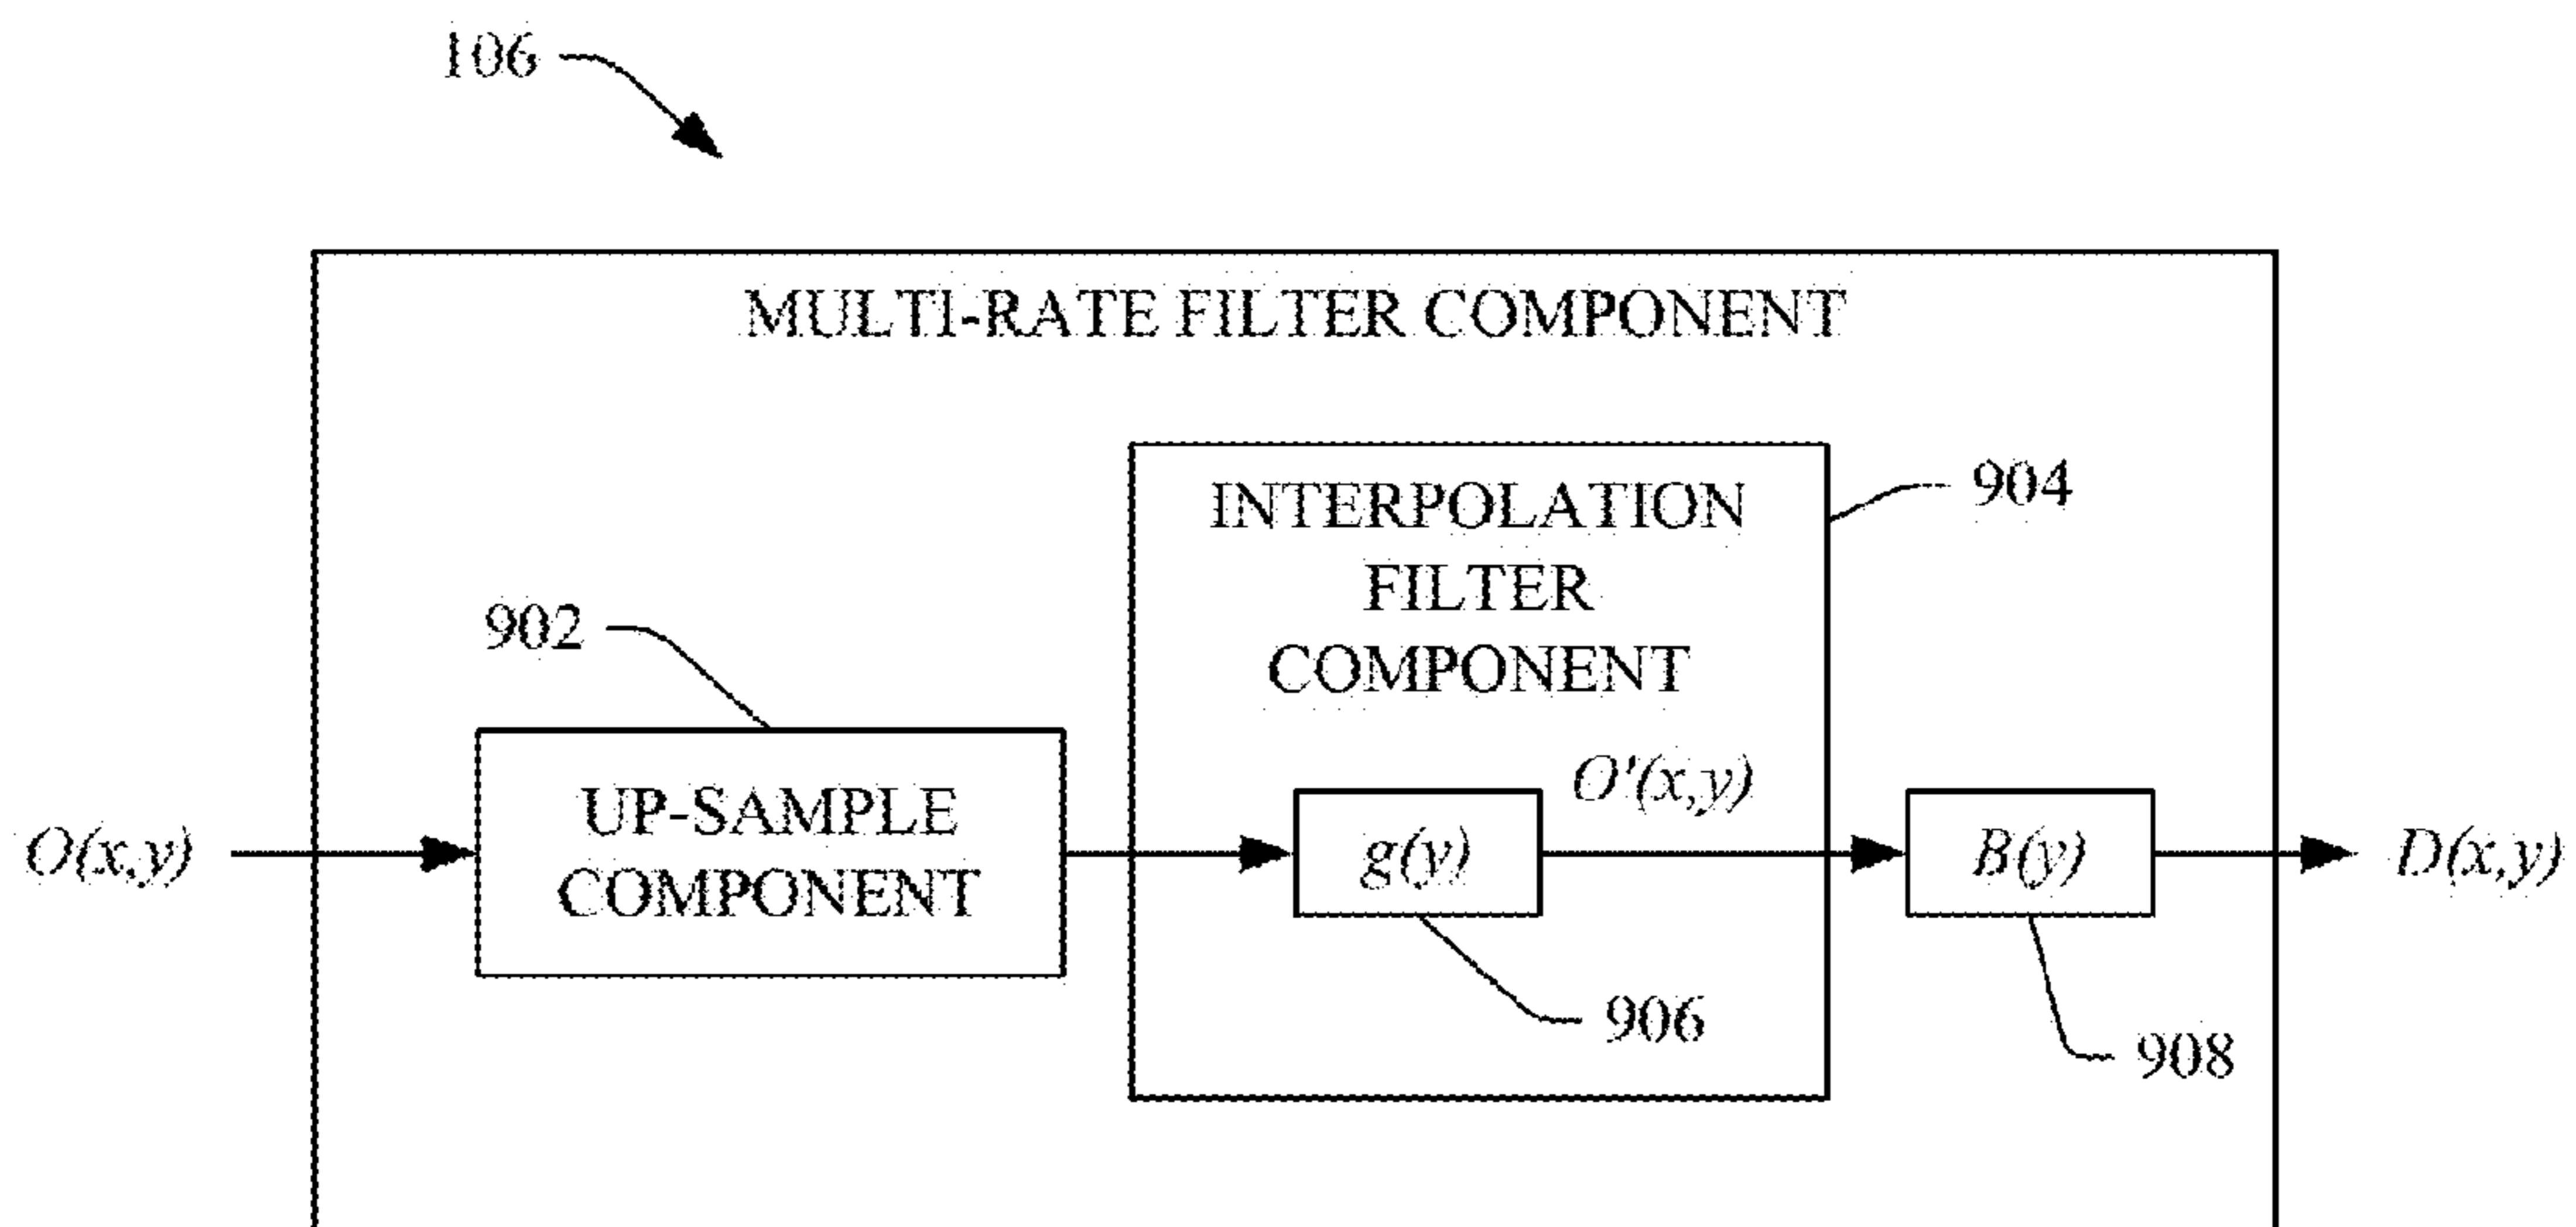 106
MULTI-RATE FILTER COMPONENT
INTERPOLATION
FILTER
COMPONENT
904
902
UP-SAMPLE
COMPONENT
O(x,y)
g(y)
O'(x,y)
B(y)
D(x,y)
906
908